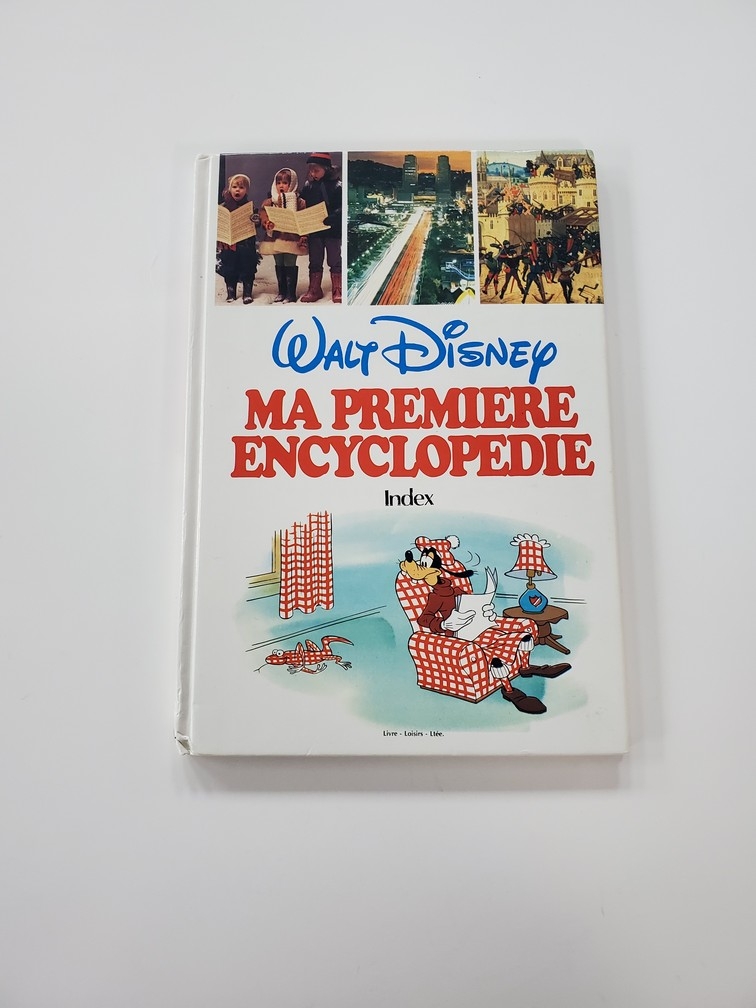 Walt Disney
MA PREMIERE
ENCYCLOPEDIE
Index
Livre - Loisirs - Ltée.